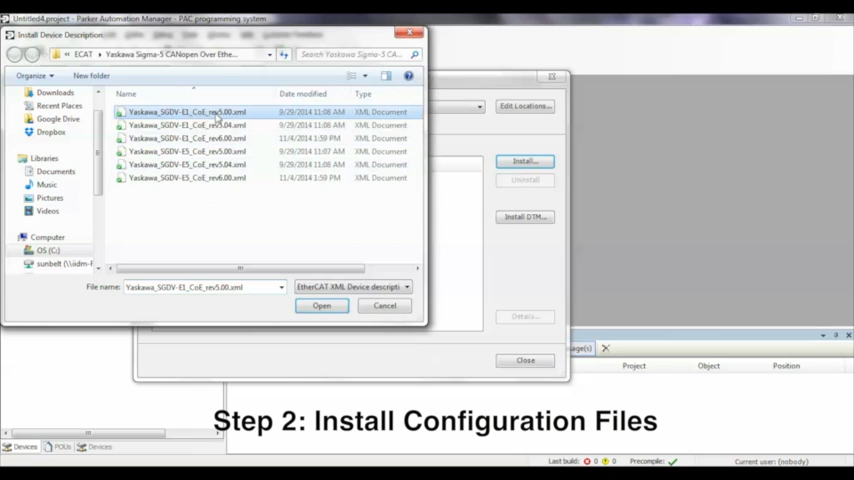 Untitled4.project - Parker Automation Manager - PAC programming system
Install Device Description
ECAT
Yaskawa Sigma-5 CANopen Over Ethe...
Search Yaskawa Sigma-5 CA...
Organize
New folder
Name
Date modified
Type
Downloads
Recent Places
Google Drive
Dropbox
Libraries
Documents
Music
Pictures
Videos
Computer
OS (C:)
Yaskawa_SGDV-E1_CoE_rev5.00.xml 9/29/2014 11:08 AM XML Document
Yaskawa_SGDV-E1_CoE_rev5.04.xml 9/29/2014 11:08 AM XML Document
Yaskawa_SGDV-E1_CoE_rev6.00.xml 11/4/2014 1:59 PM XML Document
Yaskawa_SGDV-E5_CoE_rev5.00.xml 9/29/2014 11:07 AM XML Document
Yaskawa_SGDV-E5_CoE_rev5.04.xml 9/29/2014 11:08 AM XML Document
Yaskawa_SGDV-E5_CoE_rev6.00.xml 11/4/2014 1:59 PM XML Document
File name:
Yaskawa_SGDV-E1_CoE_rev5.00.xml
EtherCAT XML Device descripti
Open
Cancel
Edit Locations...
Install...
Uninstall
Install DTM...
Details...
Close
Project
Object
Position
Step 2: Install Configuration Files
Devices
POUs
Devices
Last build: 0 0
Precompile:
Current user: (nobody)